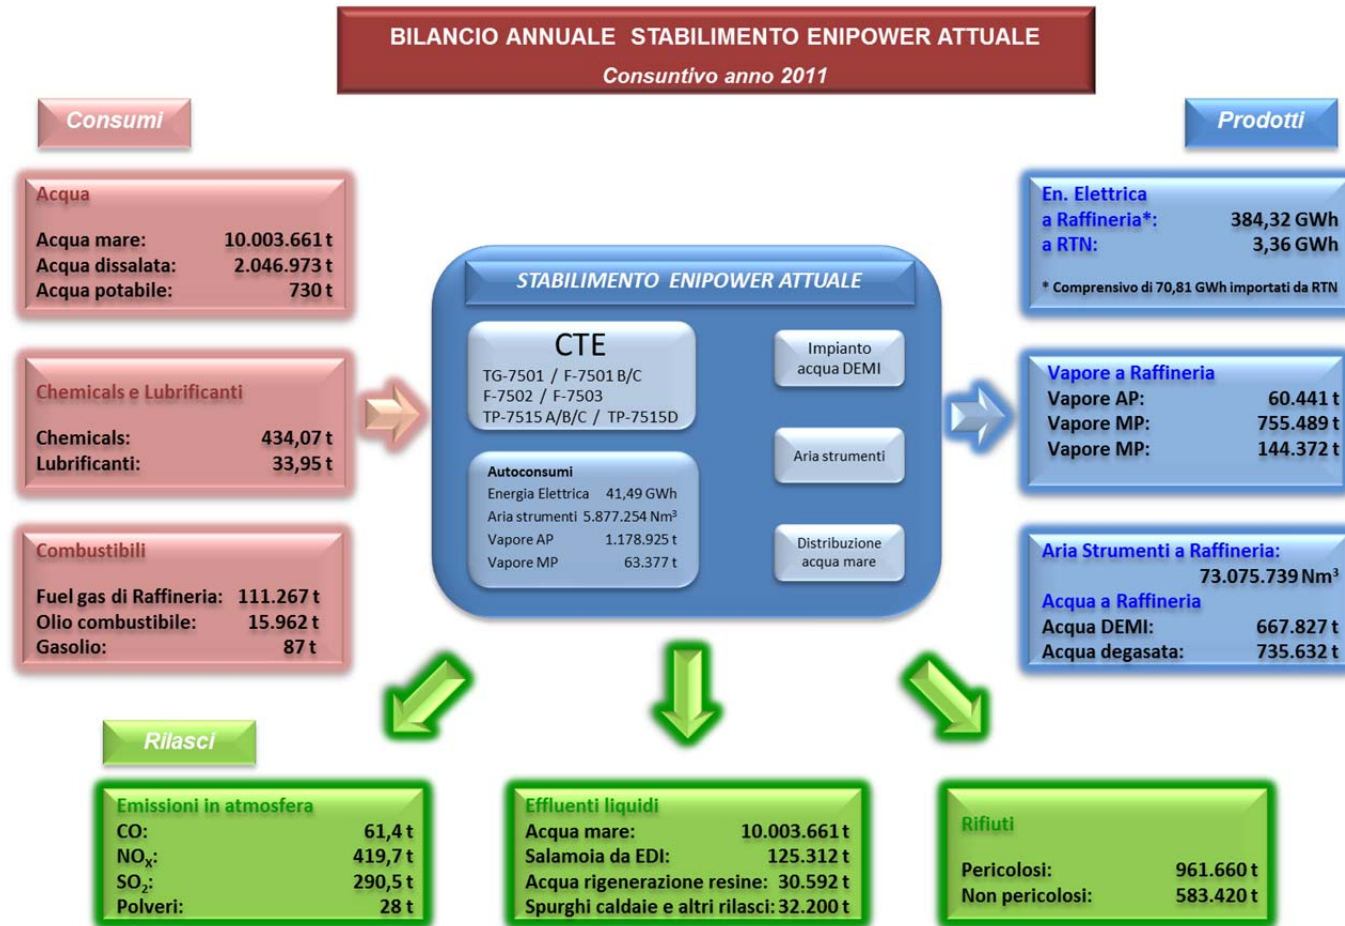 BILANCIO ANNUALE STABILIMENTO ENIPOWER ATTUALE
Consuntivo anno 2011
Consumi
Acqua
Acqua mare: 10.003.661 t
Acqua dissalata: 2.046.973 t
Acqua potabile: 730 t
Chemicals e Lubrificanti
Chemicals: 434,07 t
Lubrificanti: 33,95 t
Combustibili
Fuel gas di Raffineria: 111.267 t
Olio combustibile: 15.962 t
Gasolio: 87 t
STABILIMENTO ENIPOWER ATTUALE
CTE
TG-7501 / F-7501 B/C
F-7502 / F-7503
TP-7515 A/B/C / TP-7515D
Autoconsumi
Energia Elettrica 41,49 GWh
Aria strumenti 5.877.254 Nm³
Vapore AP 1.178.925 t
Vapore MP 63.377 t
Impianto
acqua DEMI
Aria strumenti
Distribuzione
acqua mare
Prodotti
En. Elettrica
a Raffineria*: 384,32 GWh
a RTN: 3,36 GWh
* Comprensivo di 70,81 GWh importati da RTN
Vapore a Raffineria
Vapore AP: 60.441 t
Vapore MP: 755.489 t
Vapore MP: 144.372 t
Aria Strumenti a Raffineria:
73.075.739 Nm³
Acqua a Raffineria
Acqua DEMI: 667.827 t
Acqua degasata: 735.632 t
Rilasci
Emissioni in atmosfera
CO: 61,4 t
NOₓ: 419,7 t
SO₂: 290,5 t
Polveri: 28 t
Effluenti liquidi
Acqua mare: 10.003.661 t
Salamoia da EDI: 125.312 t
Acqua rigenerazione resine: 30.592 t
Spurghi caldaie e altri rilasci: 32.200 t
Rifiuti
Pericolosi: 961.660 t
Non pericolosi: 583.420 t